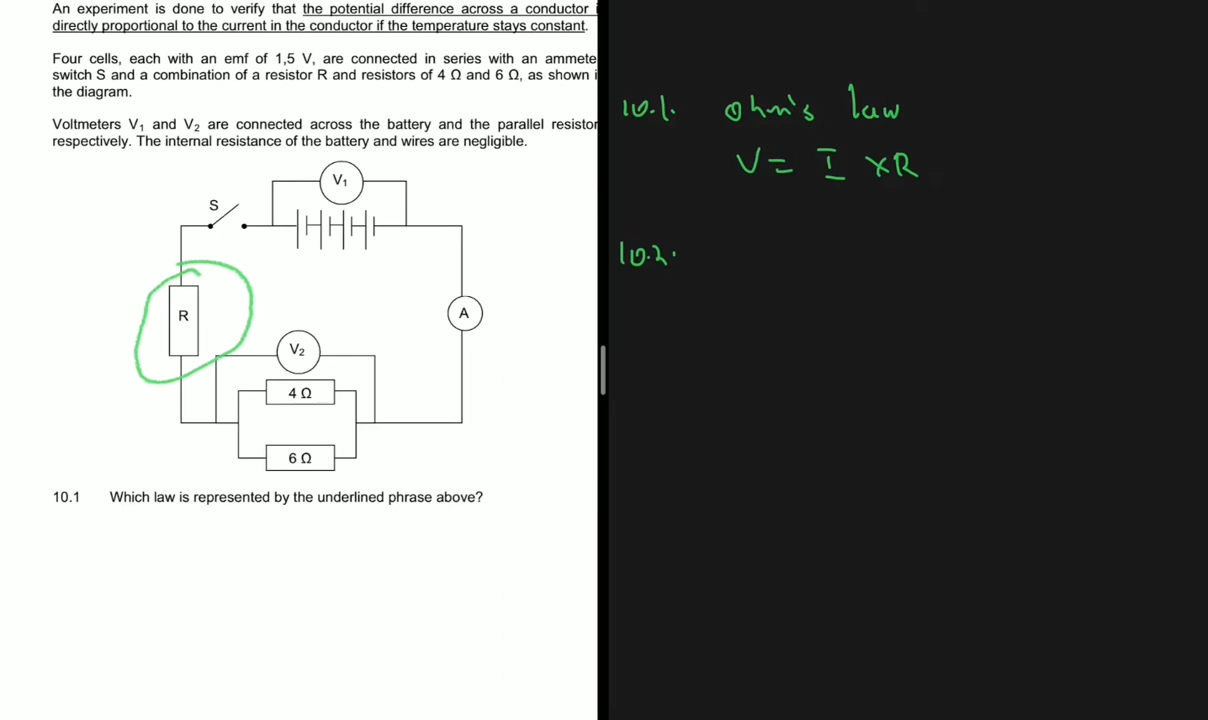 An experiment is done to verify that the potential difference across a conductor i
directly proportional to the current in the conductor if the temperature stays constant.
Four cells, each with an emf of 1,5 V, are connected in series with an ammete
switch S and a combination of a resistor R and resistors of 4 Ω and 6 Ω, as shown i
the diagram.
Voltmeters V₁ and V₂ are connected across the battery and the parallel resistor
respectively. The internal resistance of the battery and wires are negligible.
V₁
S
R
A
V₂
4 Ω
6 Ω
10.1 Which law is represented by the underlined phrase above?
10.1. Ohm's law
V = I × R
10.2.